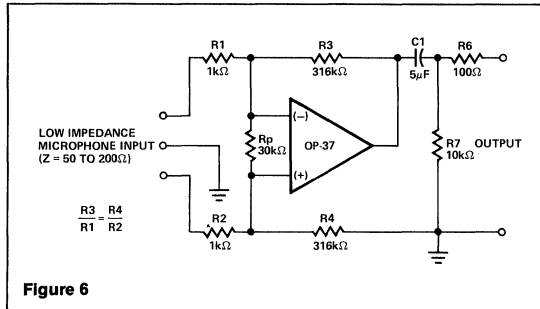 R1
1kΩ
R3
316kΩ
C1
5μF
R6
100Ω
LOW IMPEDANCE
MICROPHONE INPUT
(Z = 50 TO 200Ω)
Rp
30kΩ
(−)
OP-37
(+)
R7
10kΩ
OUTPUT
R3
R1
=
R4
R2
R2
1kΩ
R4
316kΩ
Figure 6